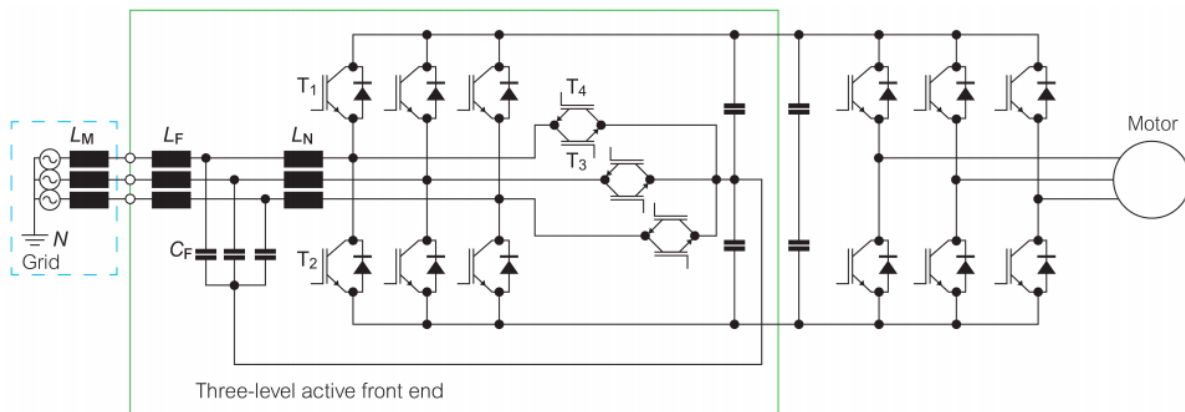 T1
T4
Motor
LM
LF
LN
T3
N
CF
T2
Grid
Three-level active front end